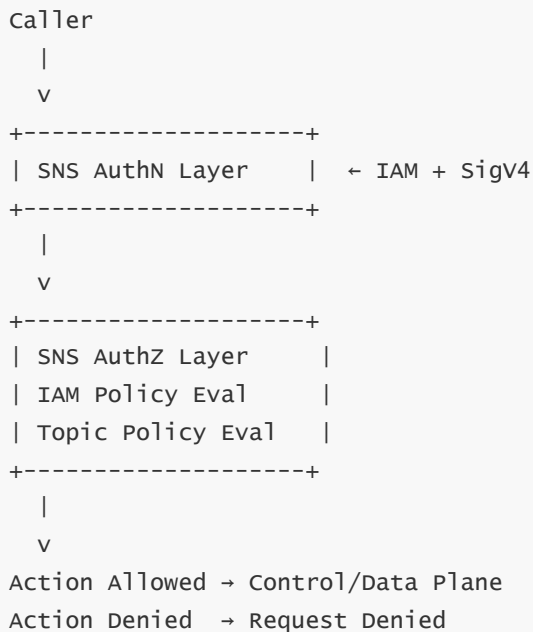 Caller
  |
  v
+--------------------+
| SNS AuthN Layer    |  ← IAM + SigV4
+--------------------+
  |
  v
+--------------------+
| SNS AuthZ Layer     |
| IAM Policy Eval     |
| Topic Policy Eval   |
+--------------------+
  |
  v
Action Allowed → Control/Data Plane
Action Denied  → Request Denied